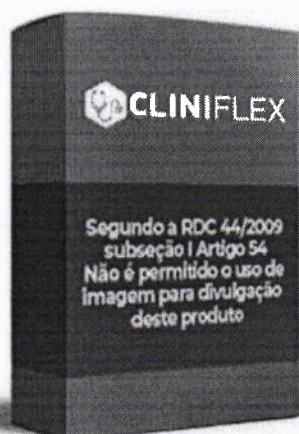 CLINIFLEX
Segundo a RDC 44/2009
subseção I Artigo 54
Não é permitido o uso de
imagem para divulgação
deste produto